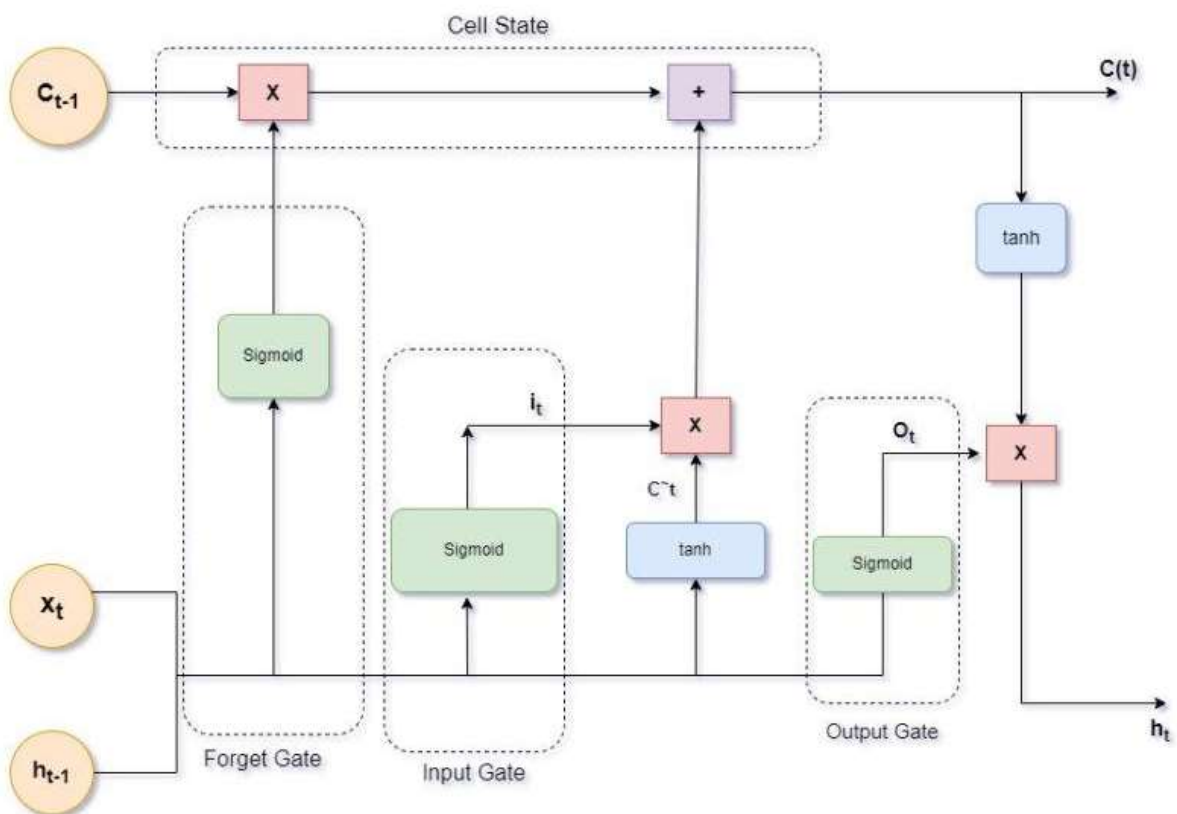 Cell State
C(t)
Ct-1
X
+
tanh
Sigmoid
it
X
Ot
X
C~t
Sigmoid
tanh
Sigmoid
xt
ht-1
Forget Gate
Input Gate
Output Gate
ht